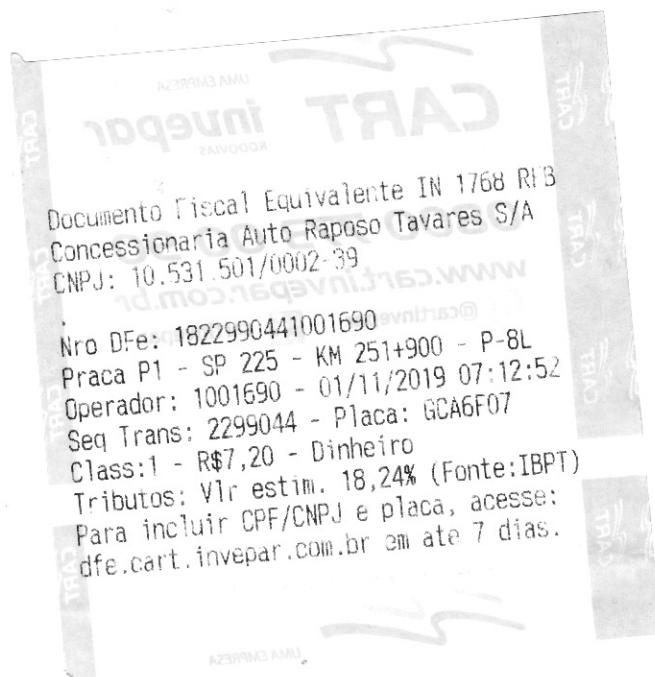 Documento Fiscal Equivalente IN 1768 RFB
Concessionaria Auto Raposo Tavares S/A
CNPJ: 10.531.501/0002-39
.
Nro DFe: 1822990441001690
Praca P1 - SP 225 - KM 251+900 - P-8L
Operador: 1001690 - 01/11/2019 07:12:52
Seq Trans: 2299044 - Placa: GCA6F07
Class:1 - R$7,20 - Dinheiro
Tributos: Vlr estim. 18,24% (Fonte:IBPT)
Para incluir CPF/CNPJ e placa, acesse:
dfe.cart.invepar.com.br em ate 7 dias.